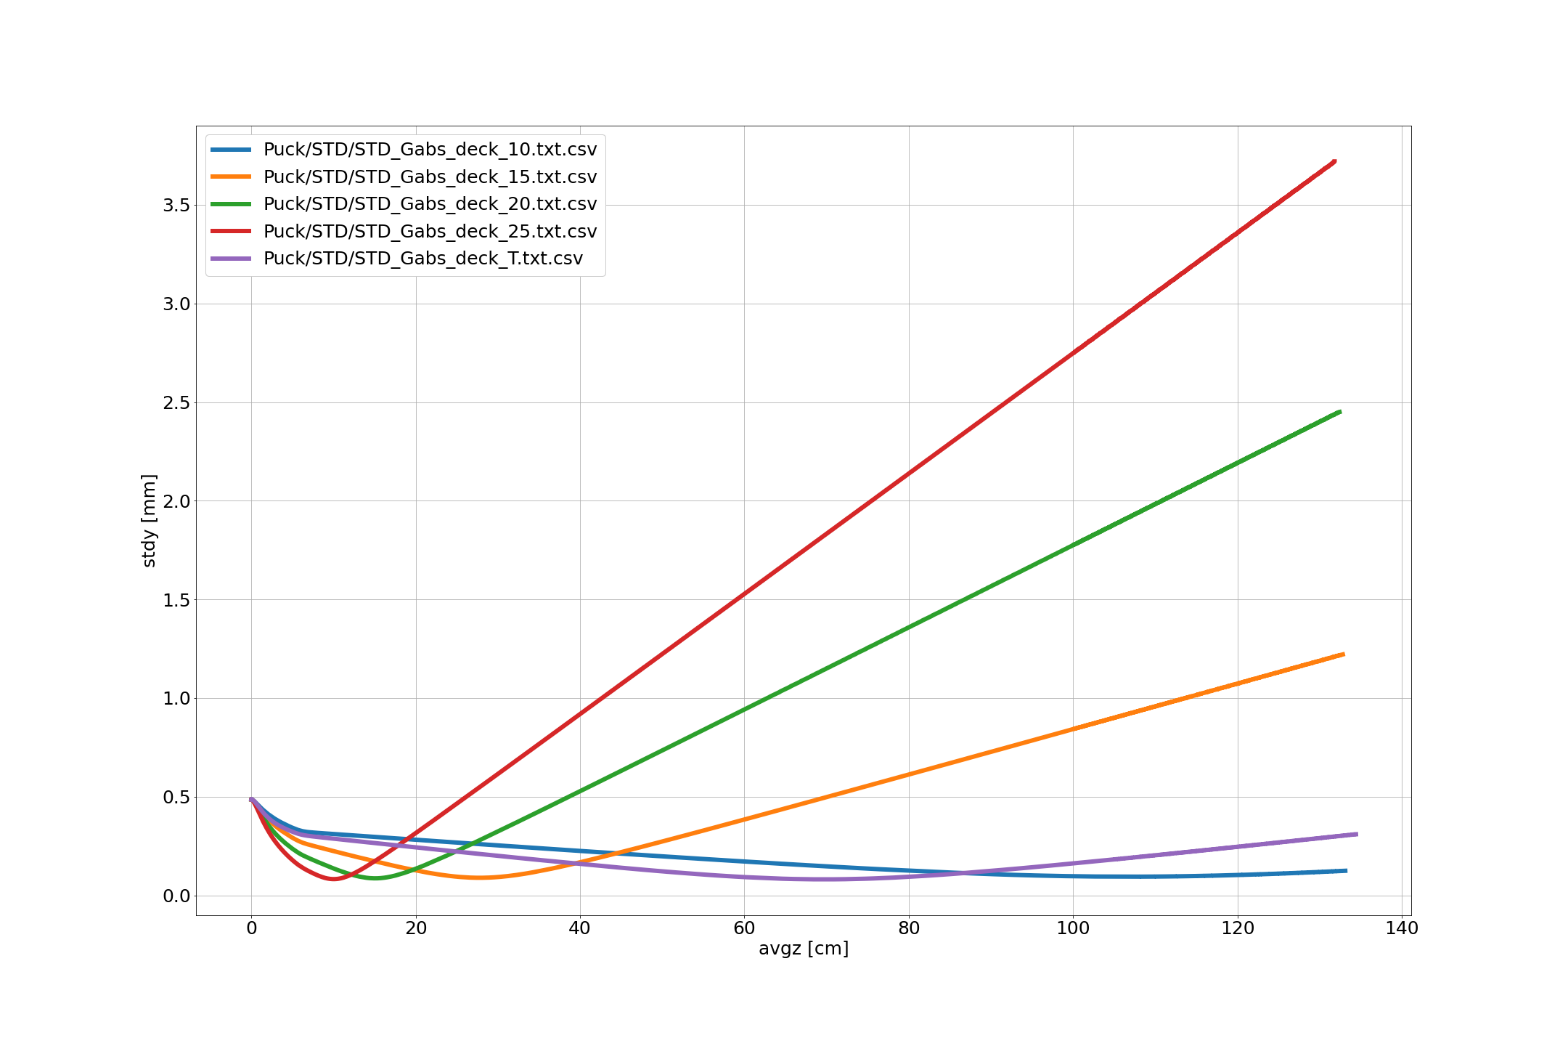 Puck/STD/STD_Gabs_deck_10.txt.csv
Puck/STD/STD_Gabs_deck_15.txt.csv
Puck/STD/STD_Gabs_deck_20.txt.csv
Puck/STD/STD_Gabs_deck_25.txt.csv
Puck/STD/STD_Gabs_deck_T.txt.csv
3.5
3.0
2.5
2.0
1.5
1.0
0.5
0.0
stdy [mm]
0 20 40 60 80 100 120 140
avgz [cm]